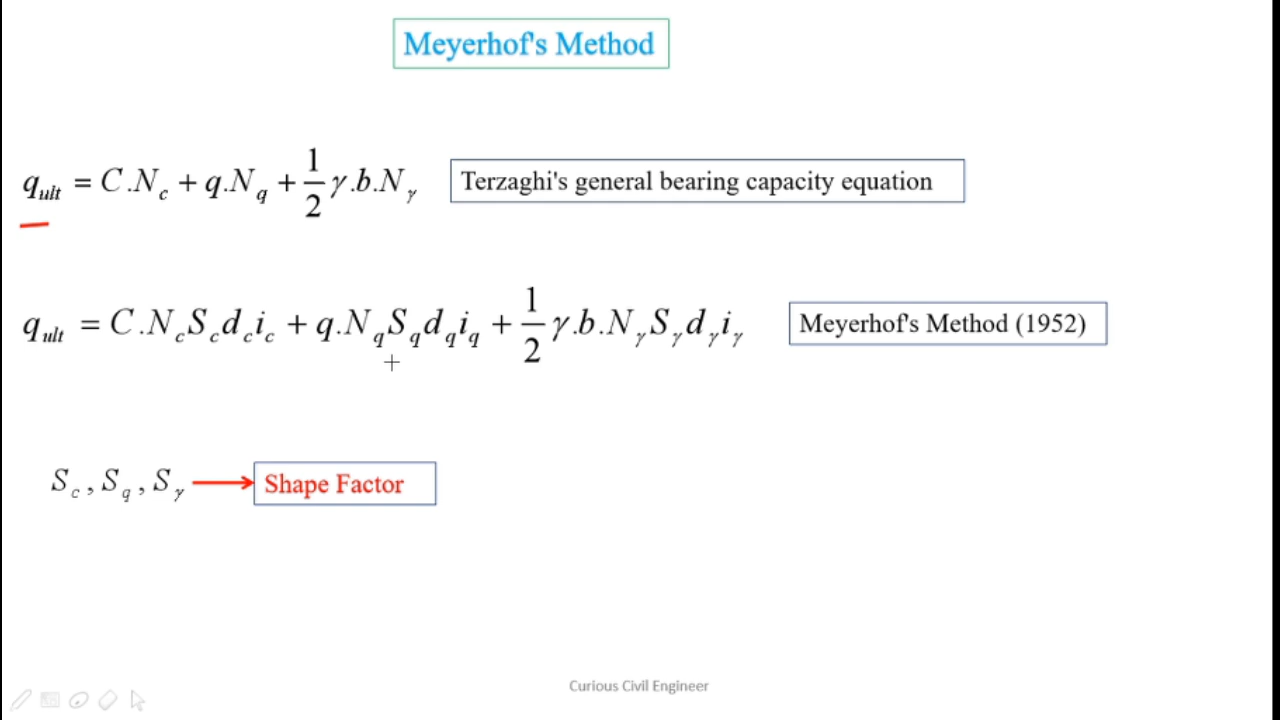 Meyerhof's Method
q_ult = C.N_c + q.N_q + 1/2 γ.b.N_γ Terzaghi's general bearing capacity equation
q_ult = C.N_c S_c d_c i_c + q.N_q S_q d_q i_q + 1/2 γ.b.N_γ S_γ d_γ i_γ Meyerhof's Method (1952)
S_c, S_q, S_γ → Shape Factor
Curious Civil Engineer